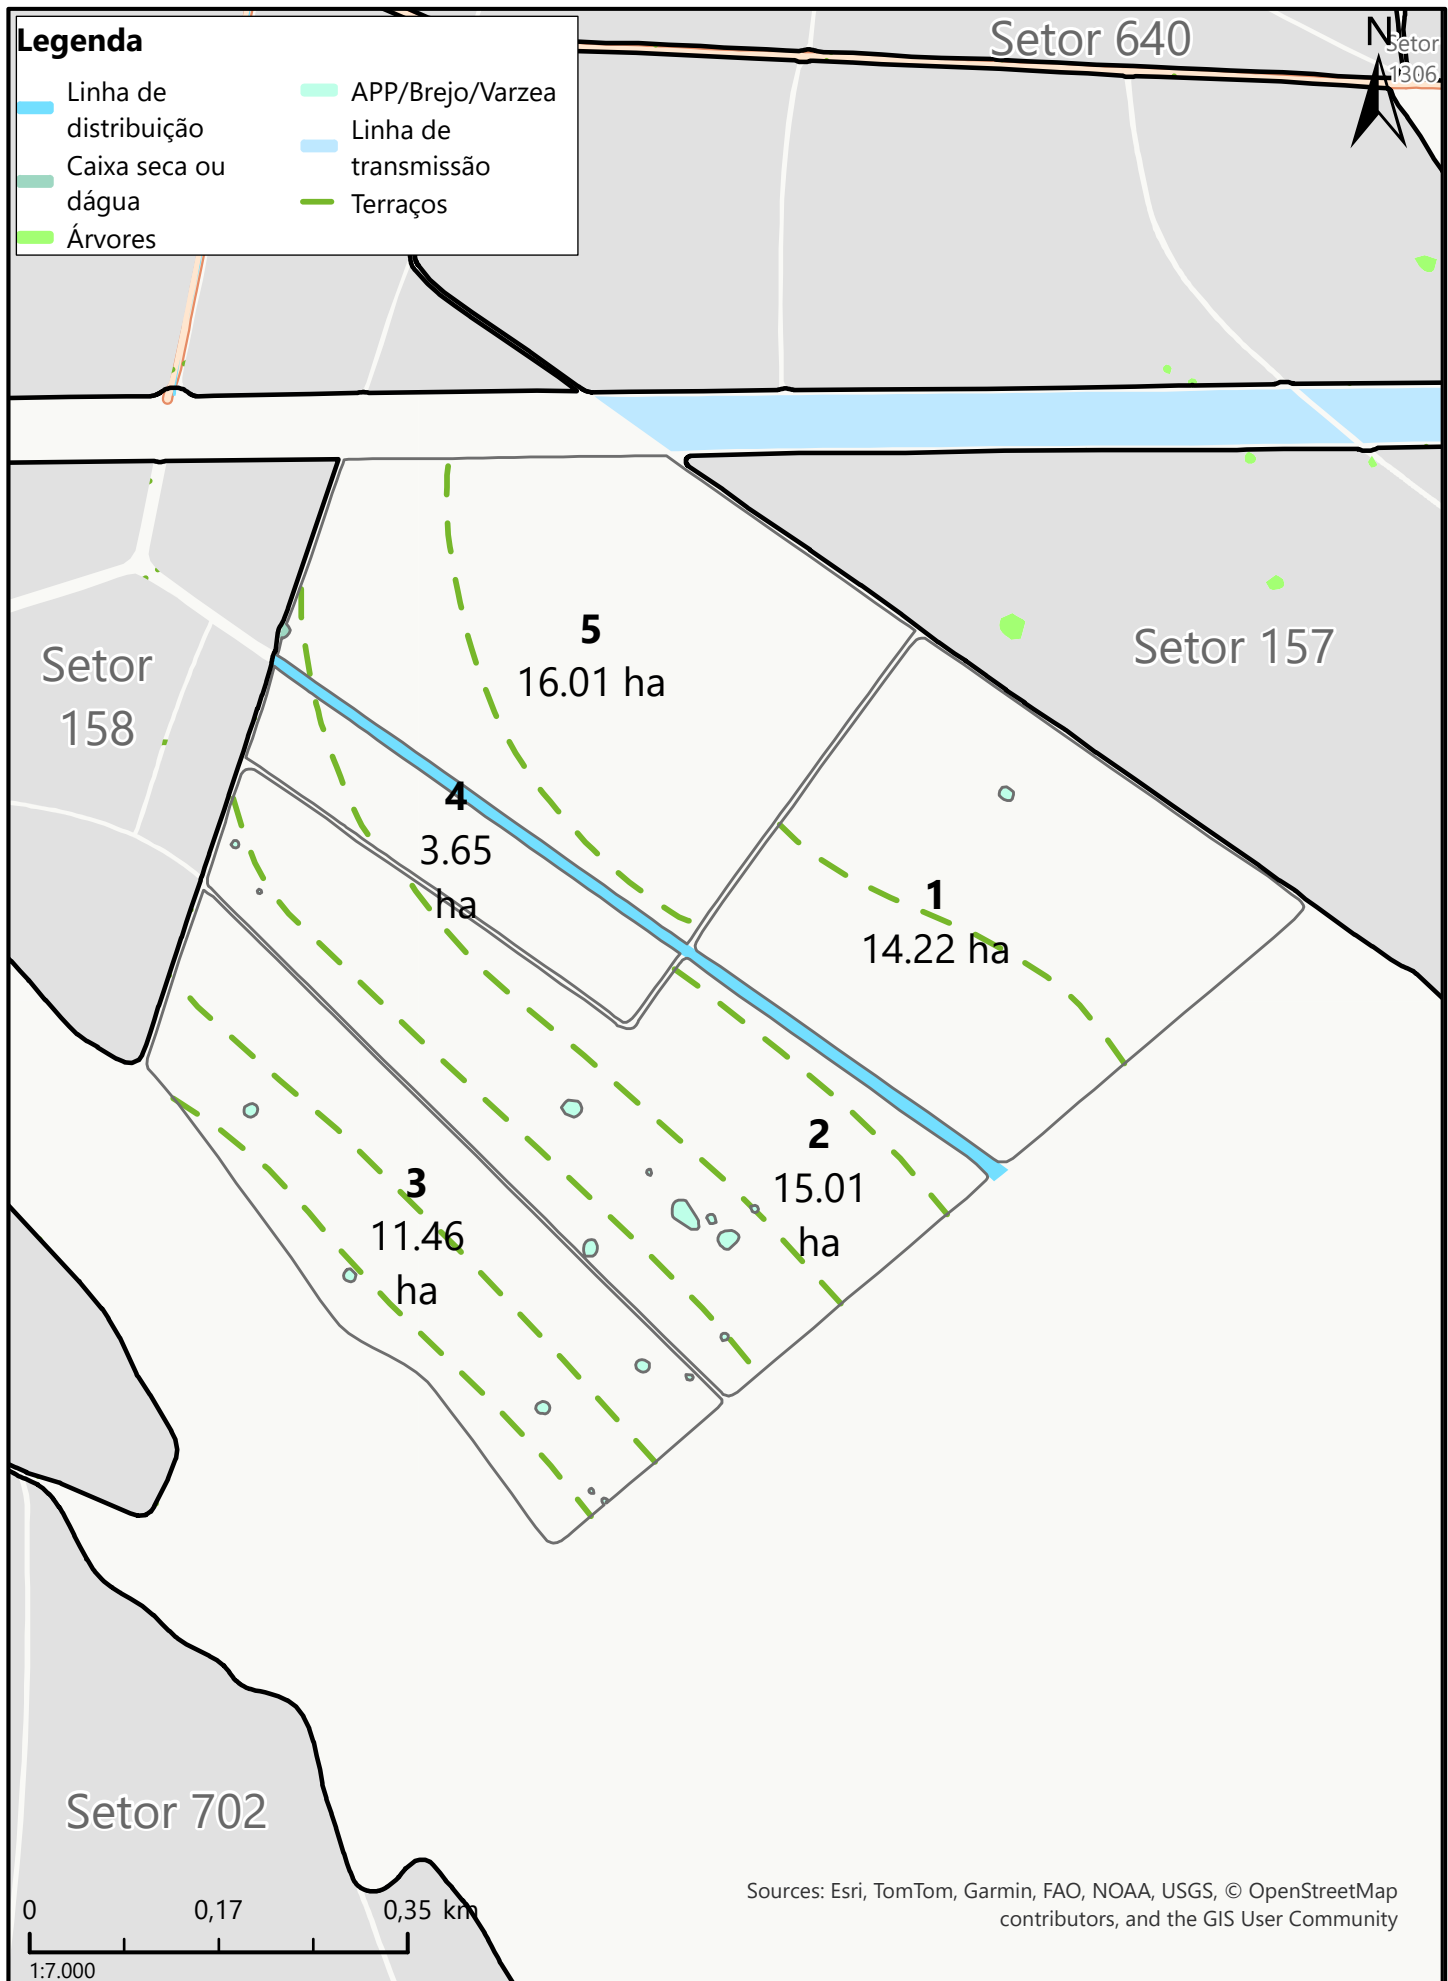 Legenda
Linha de
distribuição
Caixa seca ou
dágua
Árvores
APP/Brejo/Varzea
Linha de
transmissão
Terraços
Setor 640
N
Setor
1306
Setor
158
Setor 157
5
16.01 ha
4
3.65
ha
1
14.22 ha
2
15.01
ha
3
11.46
ha
Setor 702
0 0,17 0,35 km
1:7.000
Sources: Esri, TomTom, Garmin, FAO, NOAA, USGS, © OpenStreetMap
contributors, and the GIS User Community